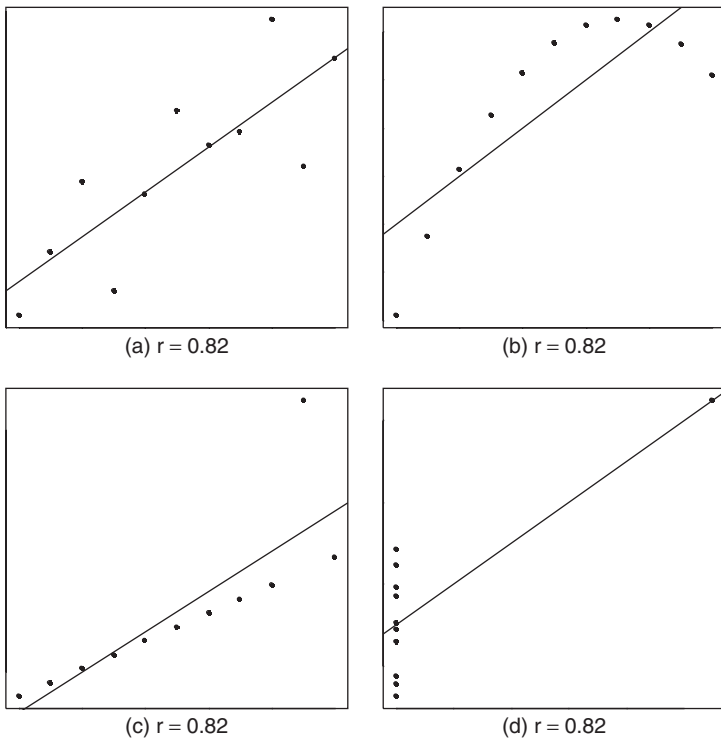 (a) r = 0.82
(b) r = 0.82
(c) r = 0.82
(d) r = 0.82